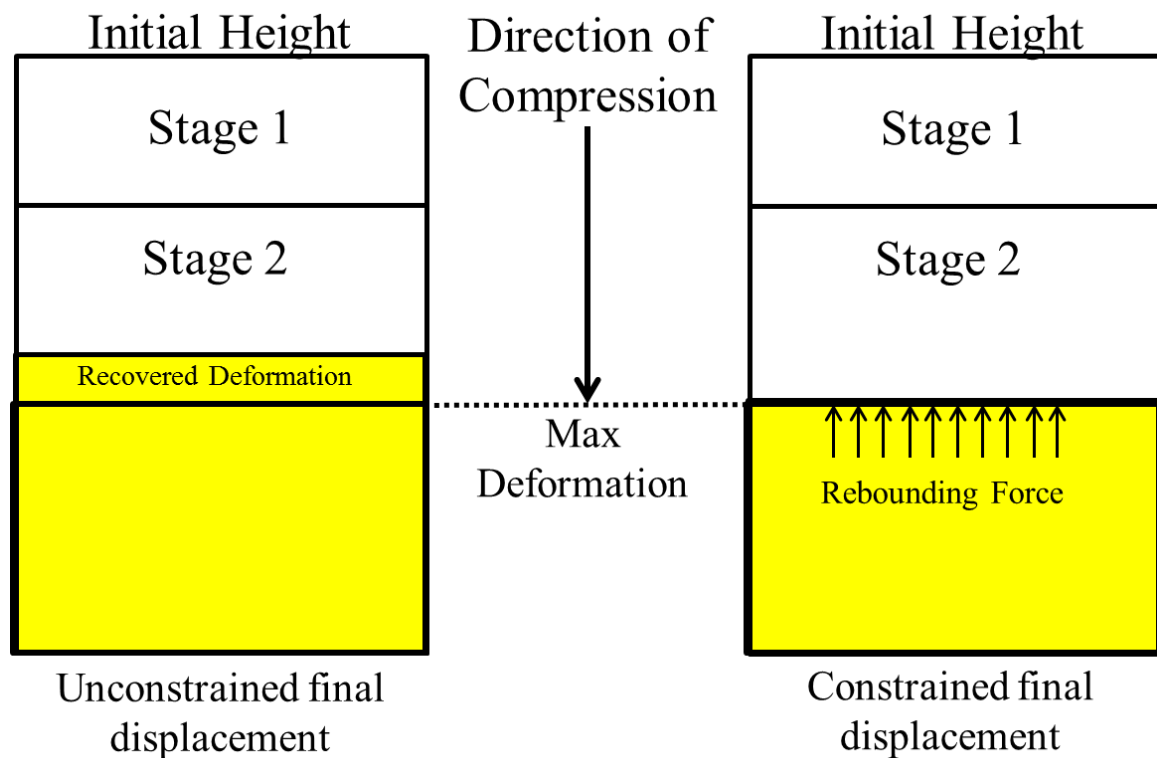 Initial Height
Stage 1
Stage 2
Recovered Deformation
Unconstrained final
displacement
Direction of
Compression
Max
Deformation
Initial Height
Stage 1
Stage 2
Rebounding Force
Constrained final
displacement